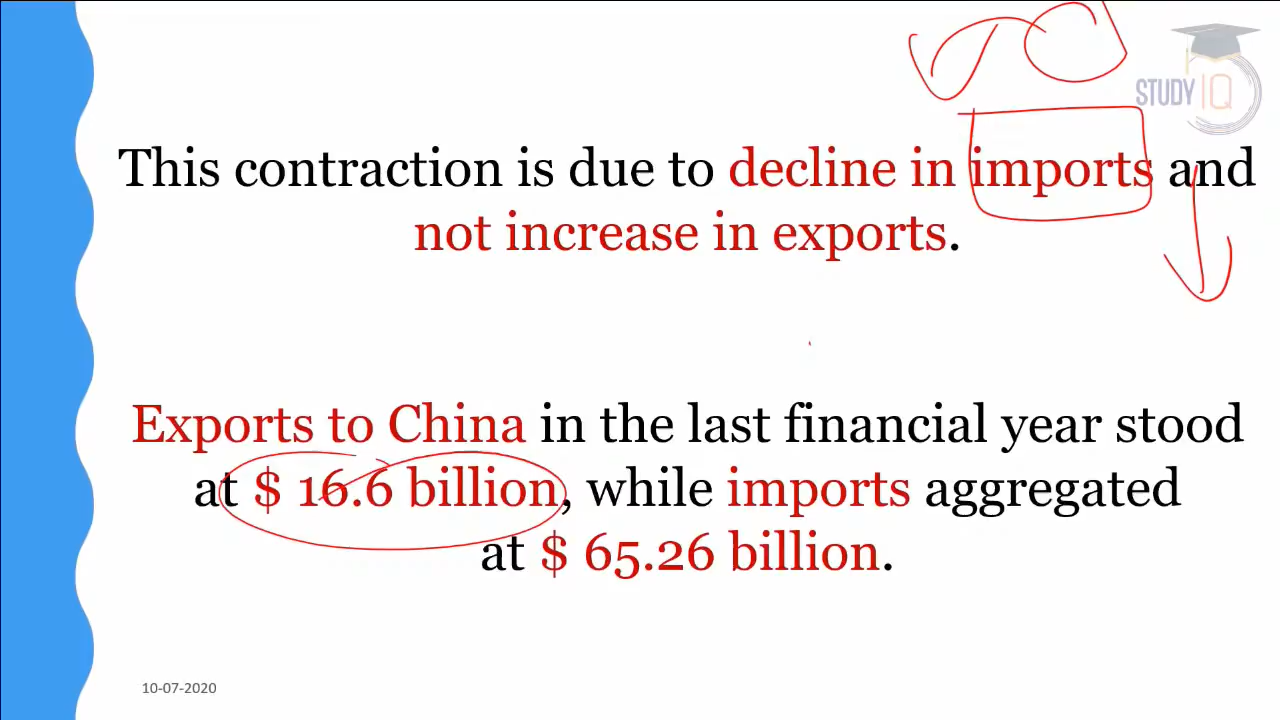 STUDY IQ
This contraction is due to decline in imports and
not increase in exports.
Exports to China in the last financial year stood
at $ 16.6 billion, while imports aggregated
at $ 65.26 billion.
10-07-2020